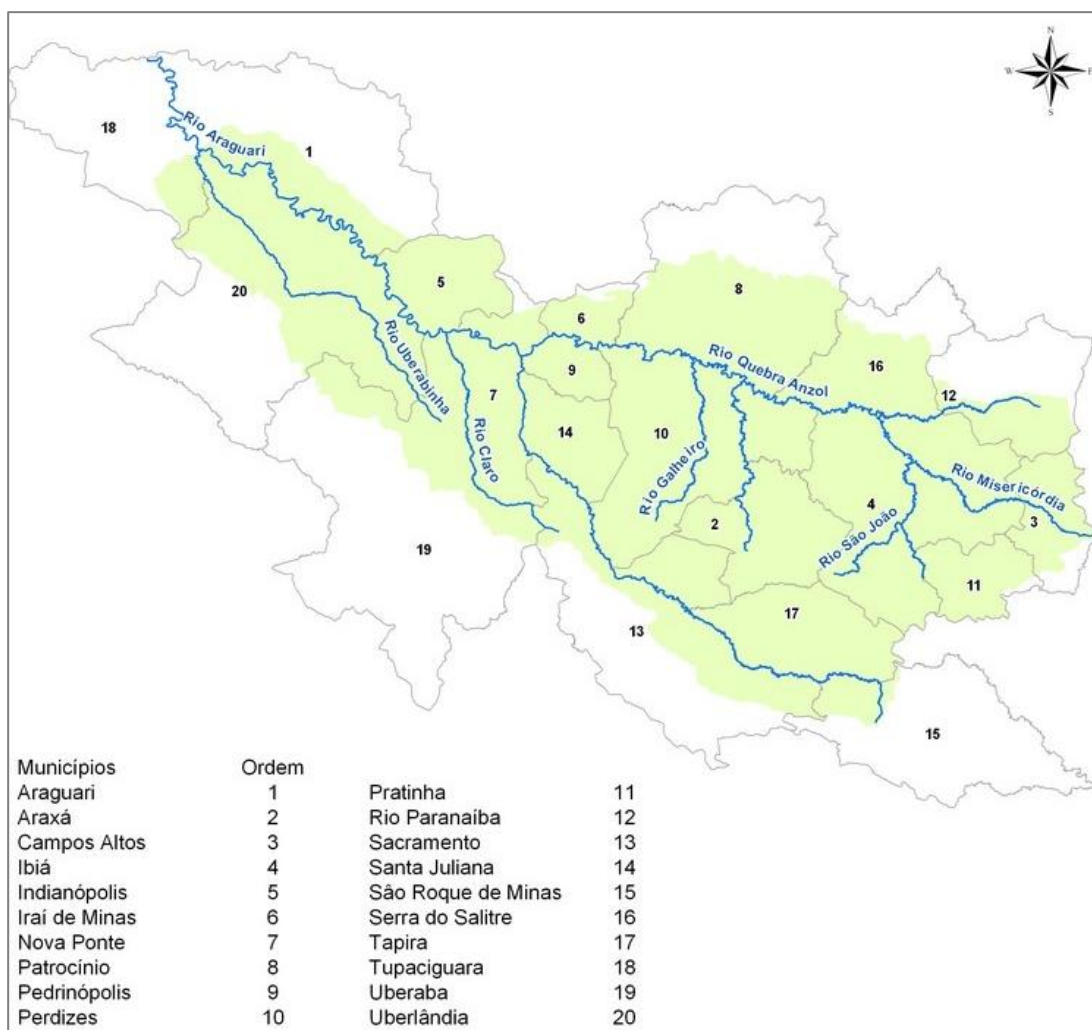 N
W E
S
18
Rio Araguari
1
5
20
6
8
Rio Uberabinha
Rio Quebra Anzol
16
9
7
12
Rio Claro
14
10
Rio Galheiro
Rio Misericórdia
4
3
2
Rio São João
19
11
17
13
15
Municípios Ordem
Araguari 1 Pratinha 11
Araxá 2 Rio Paranaíba 12
Campos Altos 3 Sacramento 13
Ibiá 4 Santa Juliana 14
Indianópolis 5 Sâo Roque de Minas 15
Iraí de Minas 6 Serra do Salitre 16
Nova Ponte 7 Tapira 17
Patrocínio 8 Tupaciguara 18
Pedrinópolis 9 Uberaba 19
Perdizes 10 Uberlândia 20